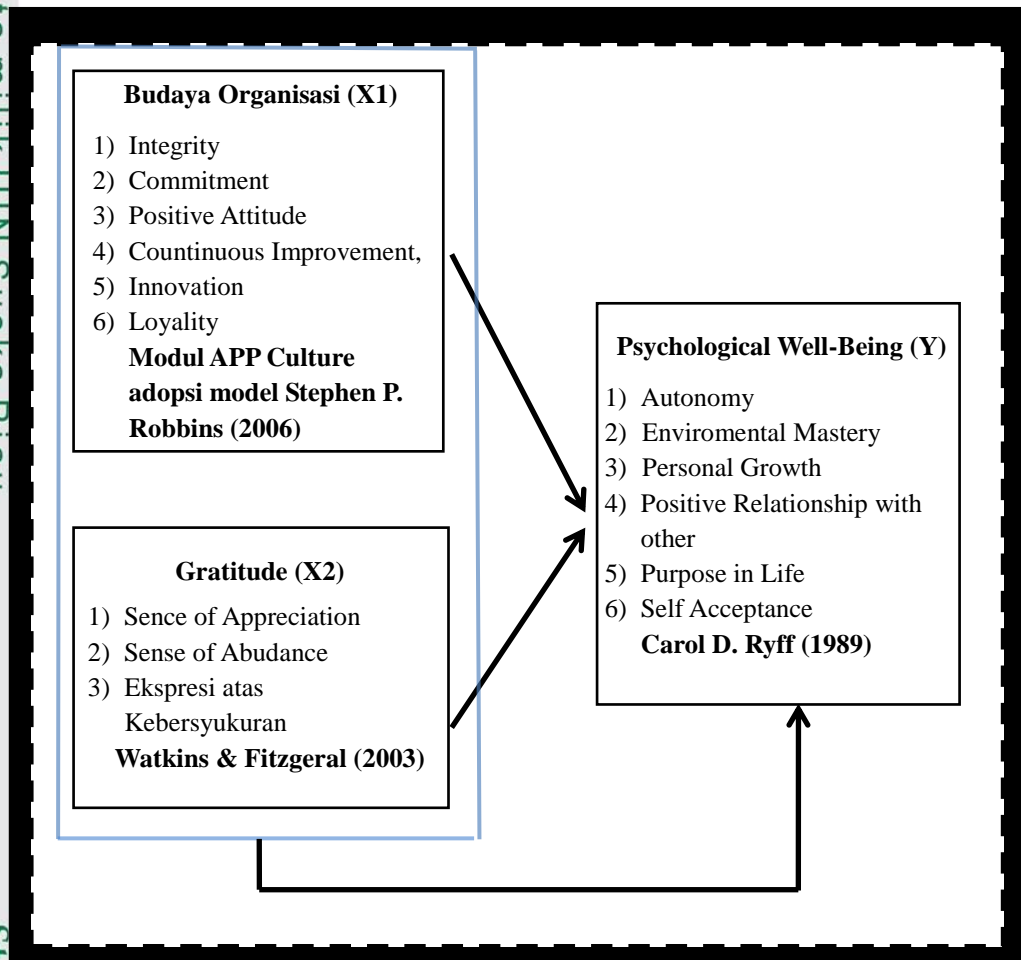 Budaya Organisasi (X1)
1) Integrity
2) Commitment
3) Positive Attitude
4) Countinuous Improvement,
5) Innovation
6) Loyality
Modul APP Culture
adopsi model Stephen P.
Robbins (2006)
Gratitude (X2)
1) Sence of Appreciation
2) Sense of Abudance
3) Ekspresi atas
Kebersyukuran
Watkins & Fitzgeral (2003)
Psychological Well-Being (Y)
1) Autonomy
2) Enviromental Mastery
3) Personal Growth
4) Positive Relationship with
other
5) Purpose in Life
6) Self Acceptance
Carol D. Ryff (1989)